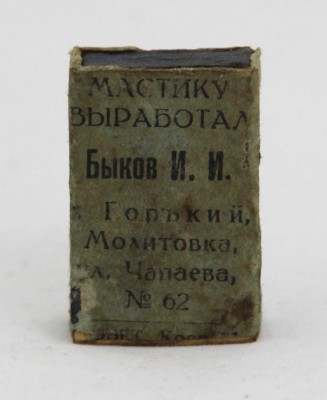 МАСТИКУ
ВЫРАБОТАЛ
БЫКОВ И. И.
Горький,
Молитовка,
л. Чапаева,
№ 62